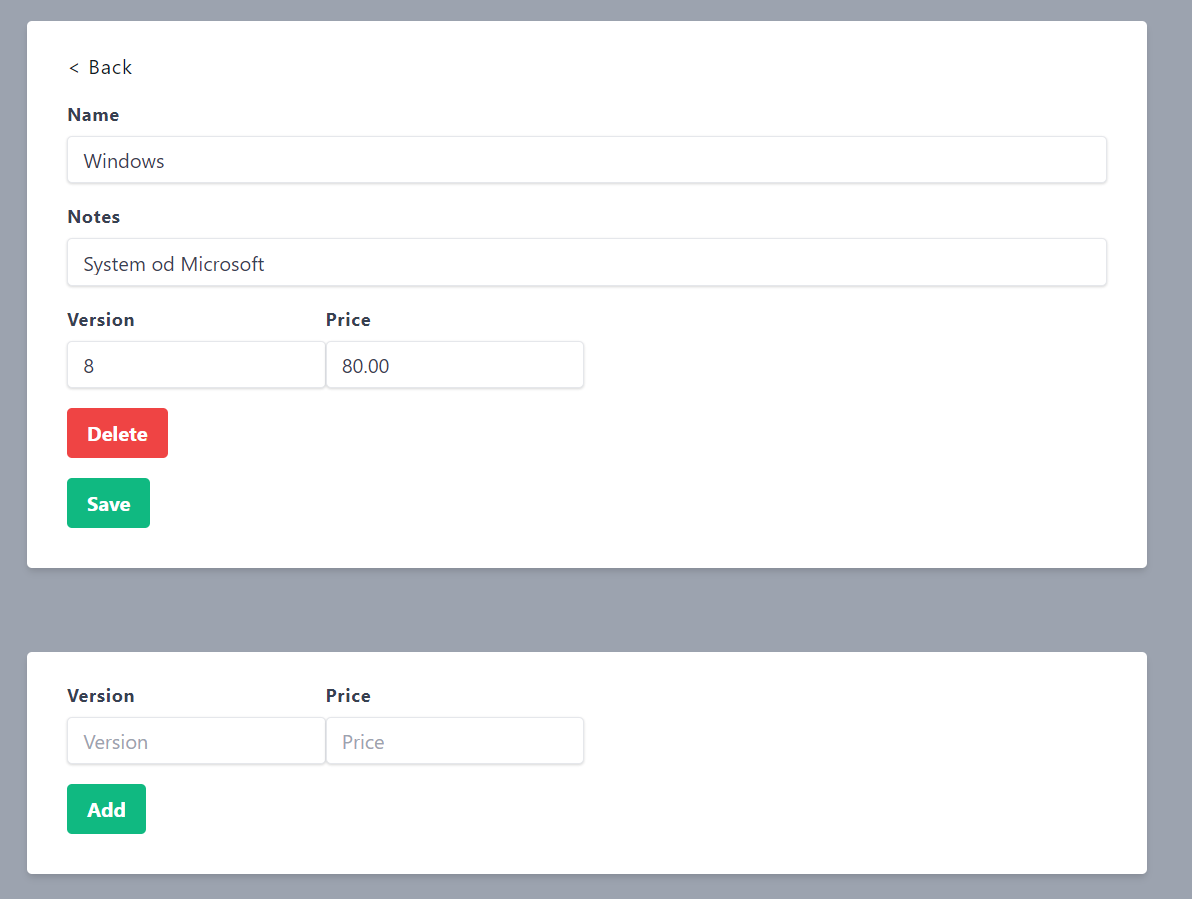 < Back
Name
Windows
Notes
System od Microsoft
Version Price
8 80.00
Delete
Save
Version Price
Version Price
Add